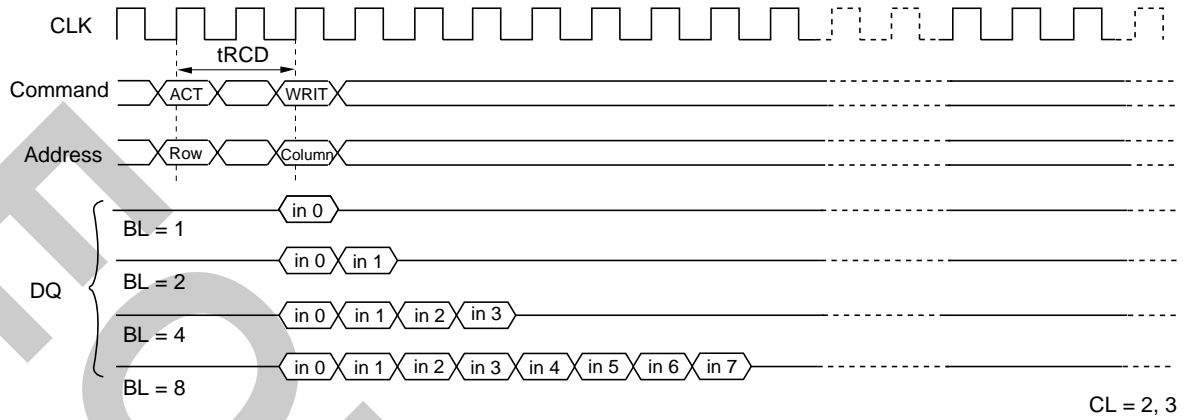 CLK
tRCD
Command ACT WRIT
Address Row Column
in 0
BL = 1
in 0 in 1
BL = 2
DQ
in 0 in 1 in 2 in 3
BL = 4
in 0 in 1 in 2 in 3 in 4 in 5 in 6 in 7
BL = 8
CL = 2, 3